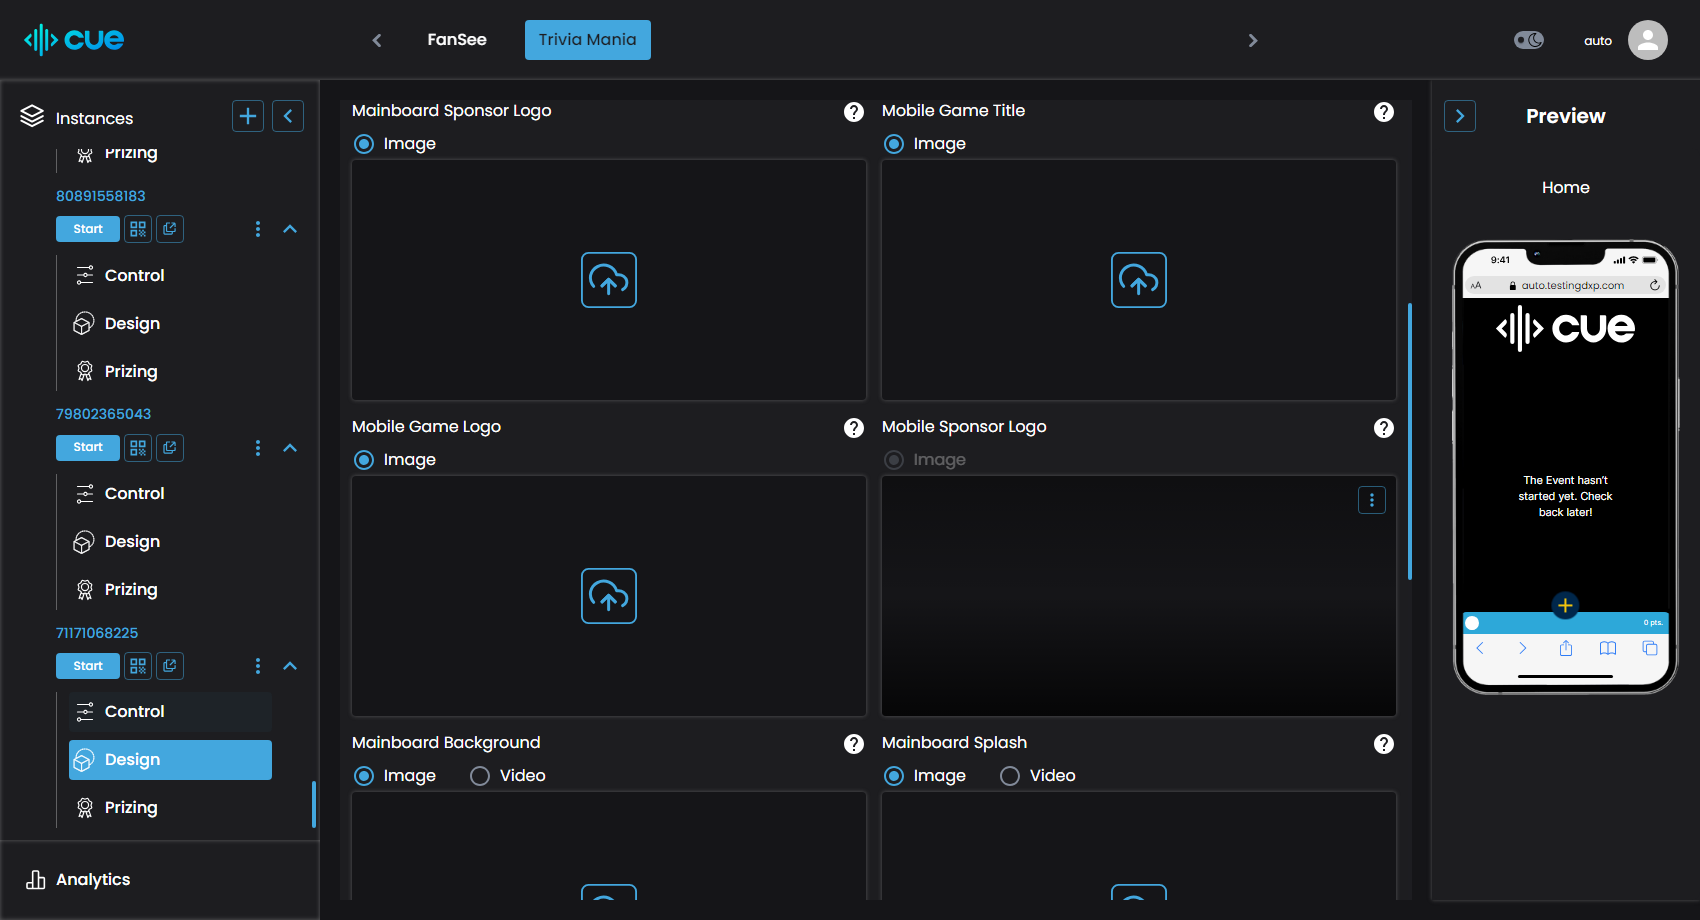 cue
FanSee
Trivia Mania
auto
Instances
Prizing
80891558183
Start
Control
Design
Prizing
79802365043
Start
Control
Design
Prizing
71171068225
Start
Control
Design
Prizing
Analytics
Mainboard Sponsor Logo
?
Image
Mobile Game Title
?
Image
Mobile Game Logo
?
Image
Mobile Sponsor Logo
?
Image
Mainboard Background
?
Image
Video
Mainboard Splash
?
Image
Video
Preview
Home
9:41
AA
auto.testingdxp.com
cue
The Event hasn't
started yet. Check
back later!
0 pts.